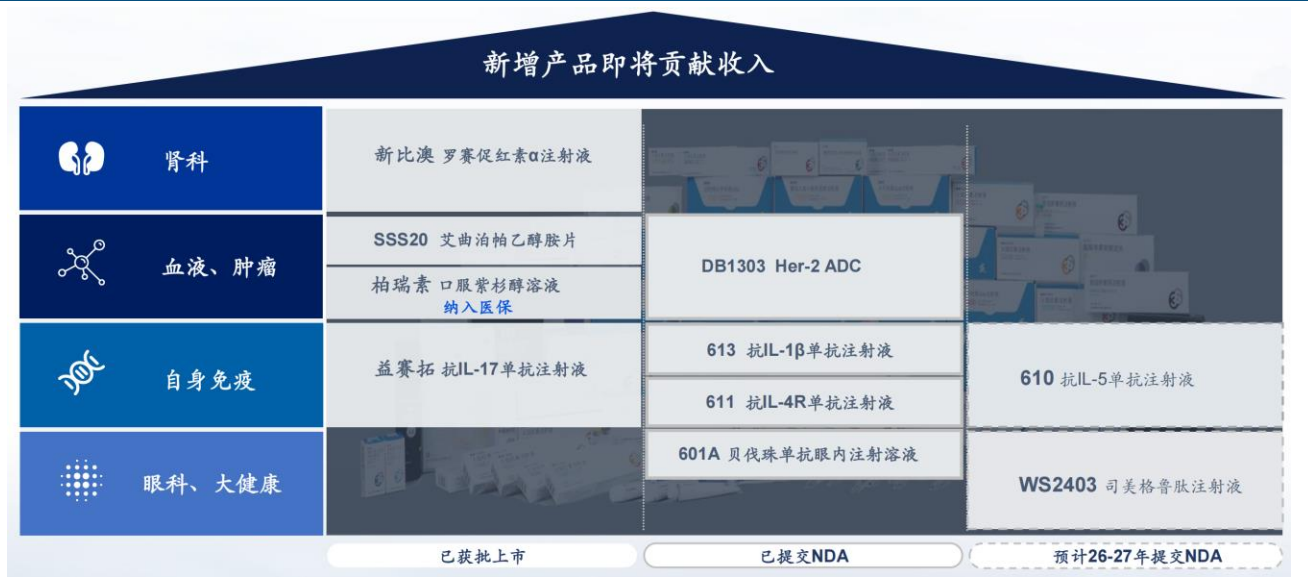 新增产品即将贡献收入
肾科
新比澳 罗赛促红素α注射液
血液、肿瘤
SSS20 艾曲泊帕乙醇胺片
柏瑞素 口服紫杉醇溶液
纳入医保
DB1303 Her-2 ADC
自身免疫
益赛拓 抗IL-17单抗注射液
613 抗IL-1β单抗注射液
611 抗IL-4R单抗注射液
610 抗IL-5单抗注射液
眼科、大健康
601A 贝伐珠单抗眼内注射溶液
WS2403 司美格鲁肽注射液
已获批上市
已提交NDA
预计26-27年提交NDA